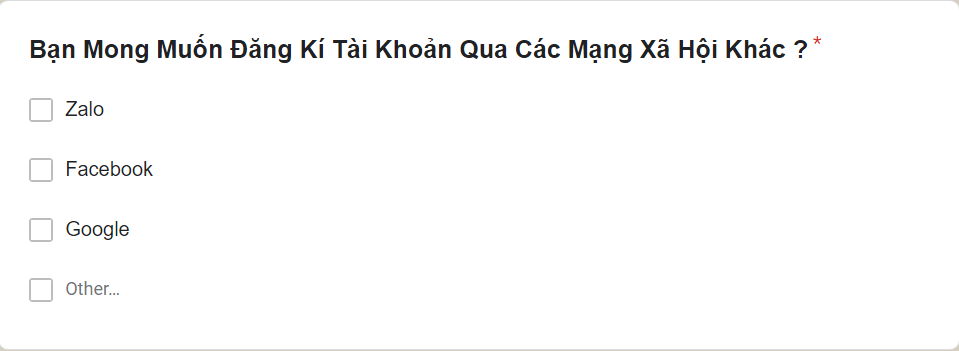 Bạn Mong Muốn Đăng Kí Tài Khoản Qua Các Mạng Xã Hội Khác ? *
Zalo
Facebook
Google
Other...